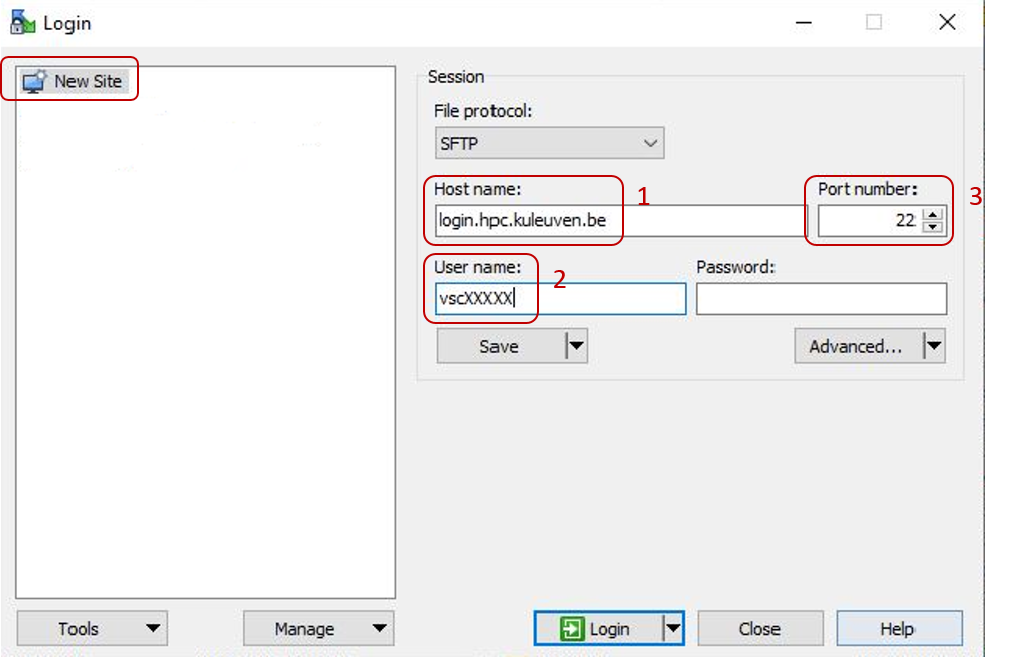 Login
New Site
Session
File protocol:
SFTP
Host name:
1
Port number:
3
login.hpc.kuleuven.be
22
User name:
2
Password:
vscXXXXX
Save
Advanced...
Tools
Manage
Login
Close
Help